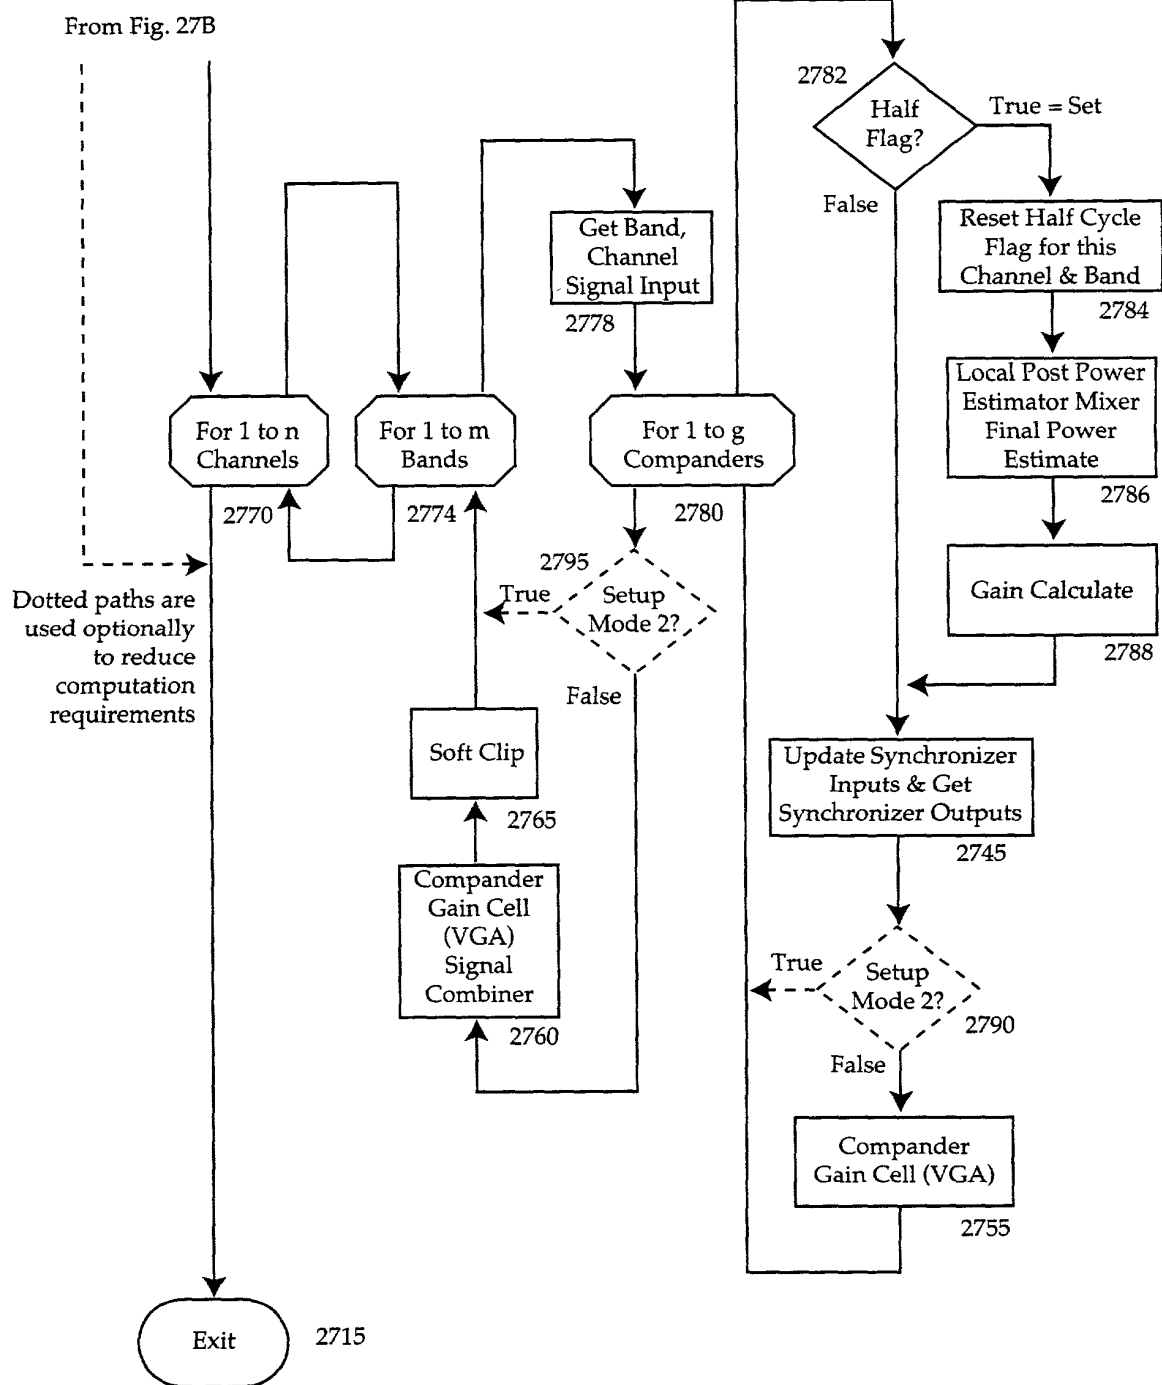 From Fig. 27B
2782
Half
Flag?
True = Set
False
Get Band,
Channel
Signal Input
2778
Reset Half Cycle
Flag for this
Channel & Band
2784
Local Post Power
Estimator Mixer
Final Power
Estimate
2786
For 1 to n
Channels
2770
For 1 to m
Bands
2774
For 1 to g
Companders
2780
2795
Setup
Mode 2?
True
False
Gain Calculate
2788
Dotted paths are
used optionally
to reduce
computation
requirements
Soft Clip
2765
Update Synchronizer
Inputs & Get
Synchronizer Outputs
2745
Compander
Gain Cell
(VGA)
Signal
Combiner
2760
True
Setup
Mode 2?
2790
False
Compander
Gain Cell (VGA)
2755
Exit
2715